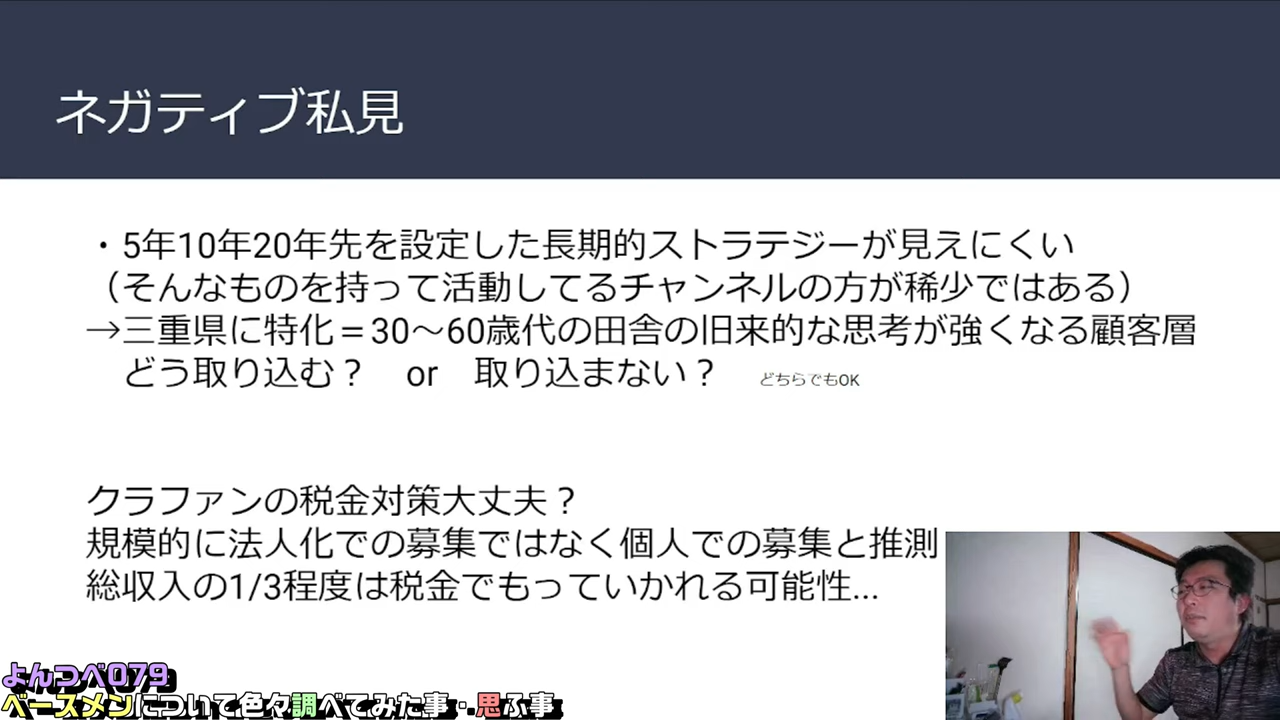 ネガティブ私見
・5年10年20年先を設定した長期的ストラテジーが見えにくい
（そんなものを持って活動してるチャンネルの方が稀少ではある）
→三重県に特化＝30〜60歳代の田舎の旧来的な思考が強くなる顧客層
どう取り込む？　or　取り込まない？　どちらでもOK
クラファンの税金対策大丈夫？
規模的に法人化での募集ではなく個人での募集と推測
総収入の1/3程度は税金でもっていかれる可能性...
よんつべ079
ベースメンについて色々調べてみた事・思ふ事